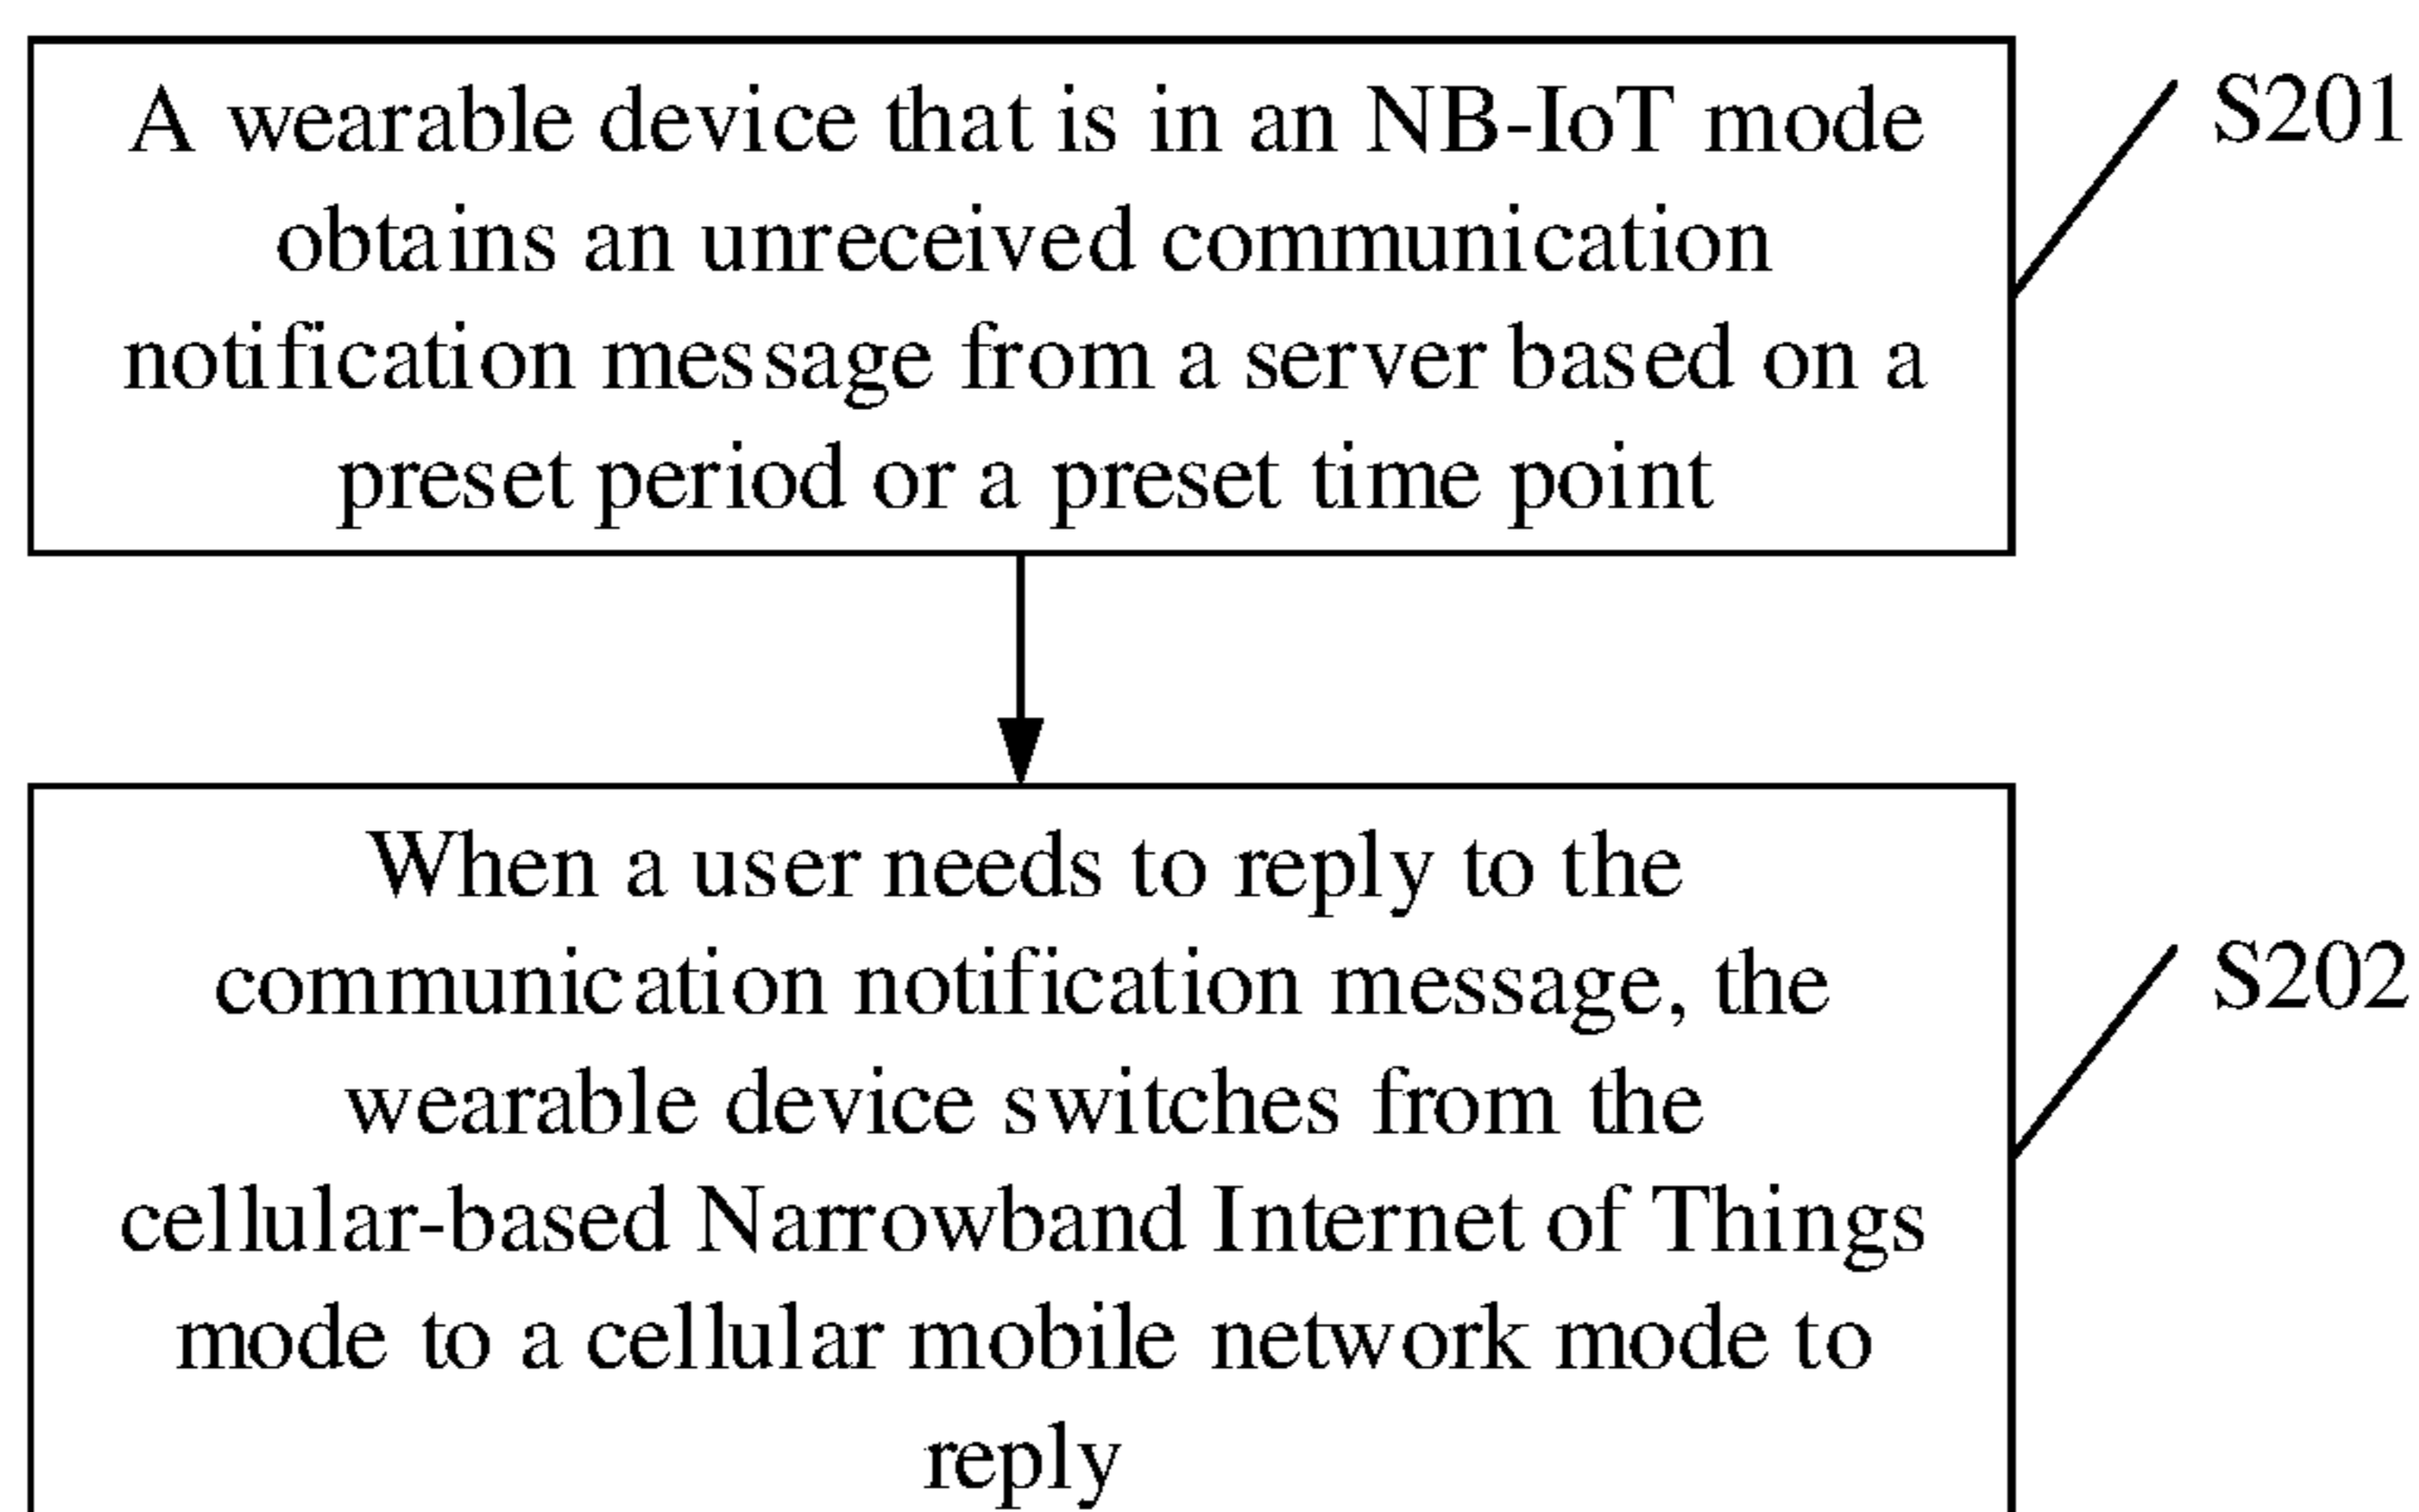 A wearable device that is in an NB-IoT mode
obtains an unreceived communication
notification message from a server based on a
preset period or a preset time point
S201
When a user needs to reply to the
communication notification message, the
wearable device switches from the
cellular-based Narrowband Internet of Things
mode to a cellular mobile network mode to
reply
S202